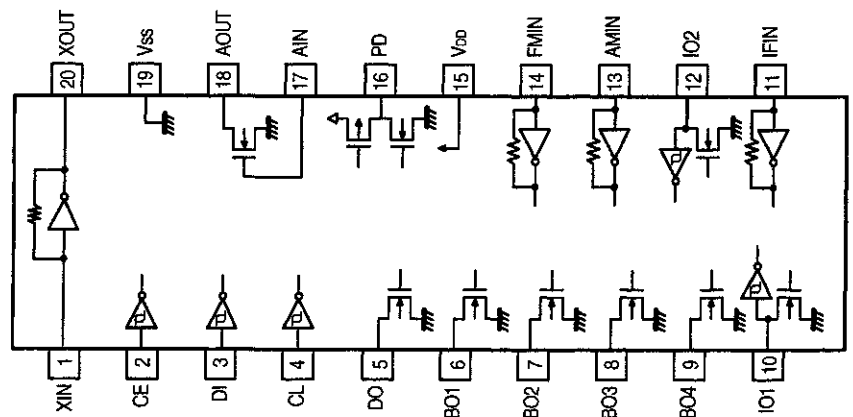 XOUT
VSS
AOUT
AIN
PD
VDD
FMIN
AMIN
IO2
IFIN
20
19
18
17
16
15
14
13
12
11
1
2
3
4
5
6
7
8
9
10
XIN
CE
DI
CL
DO
BO1
BO2
BO3
BO4
IO1